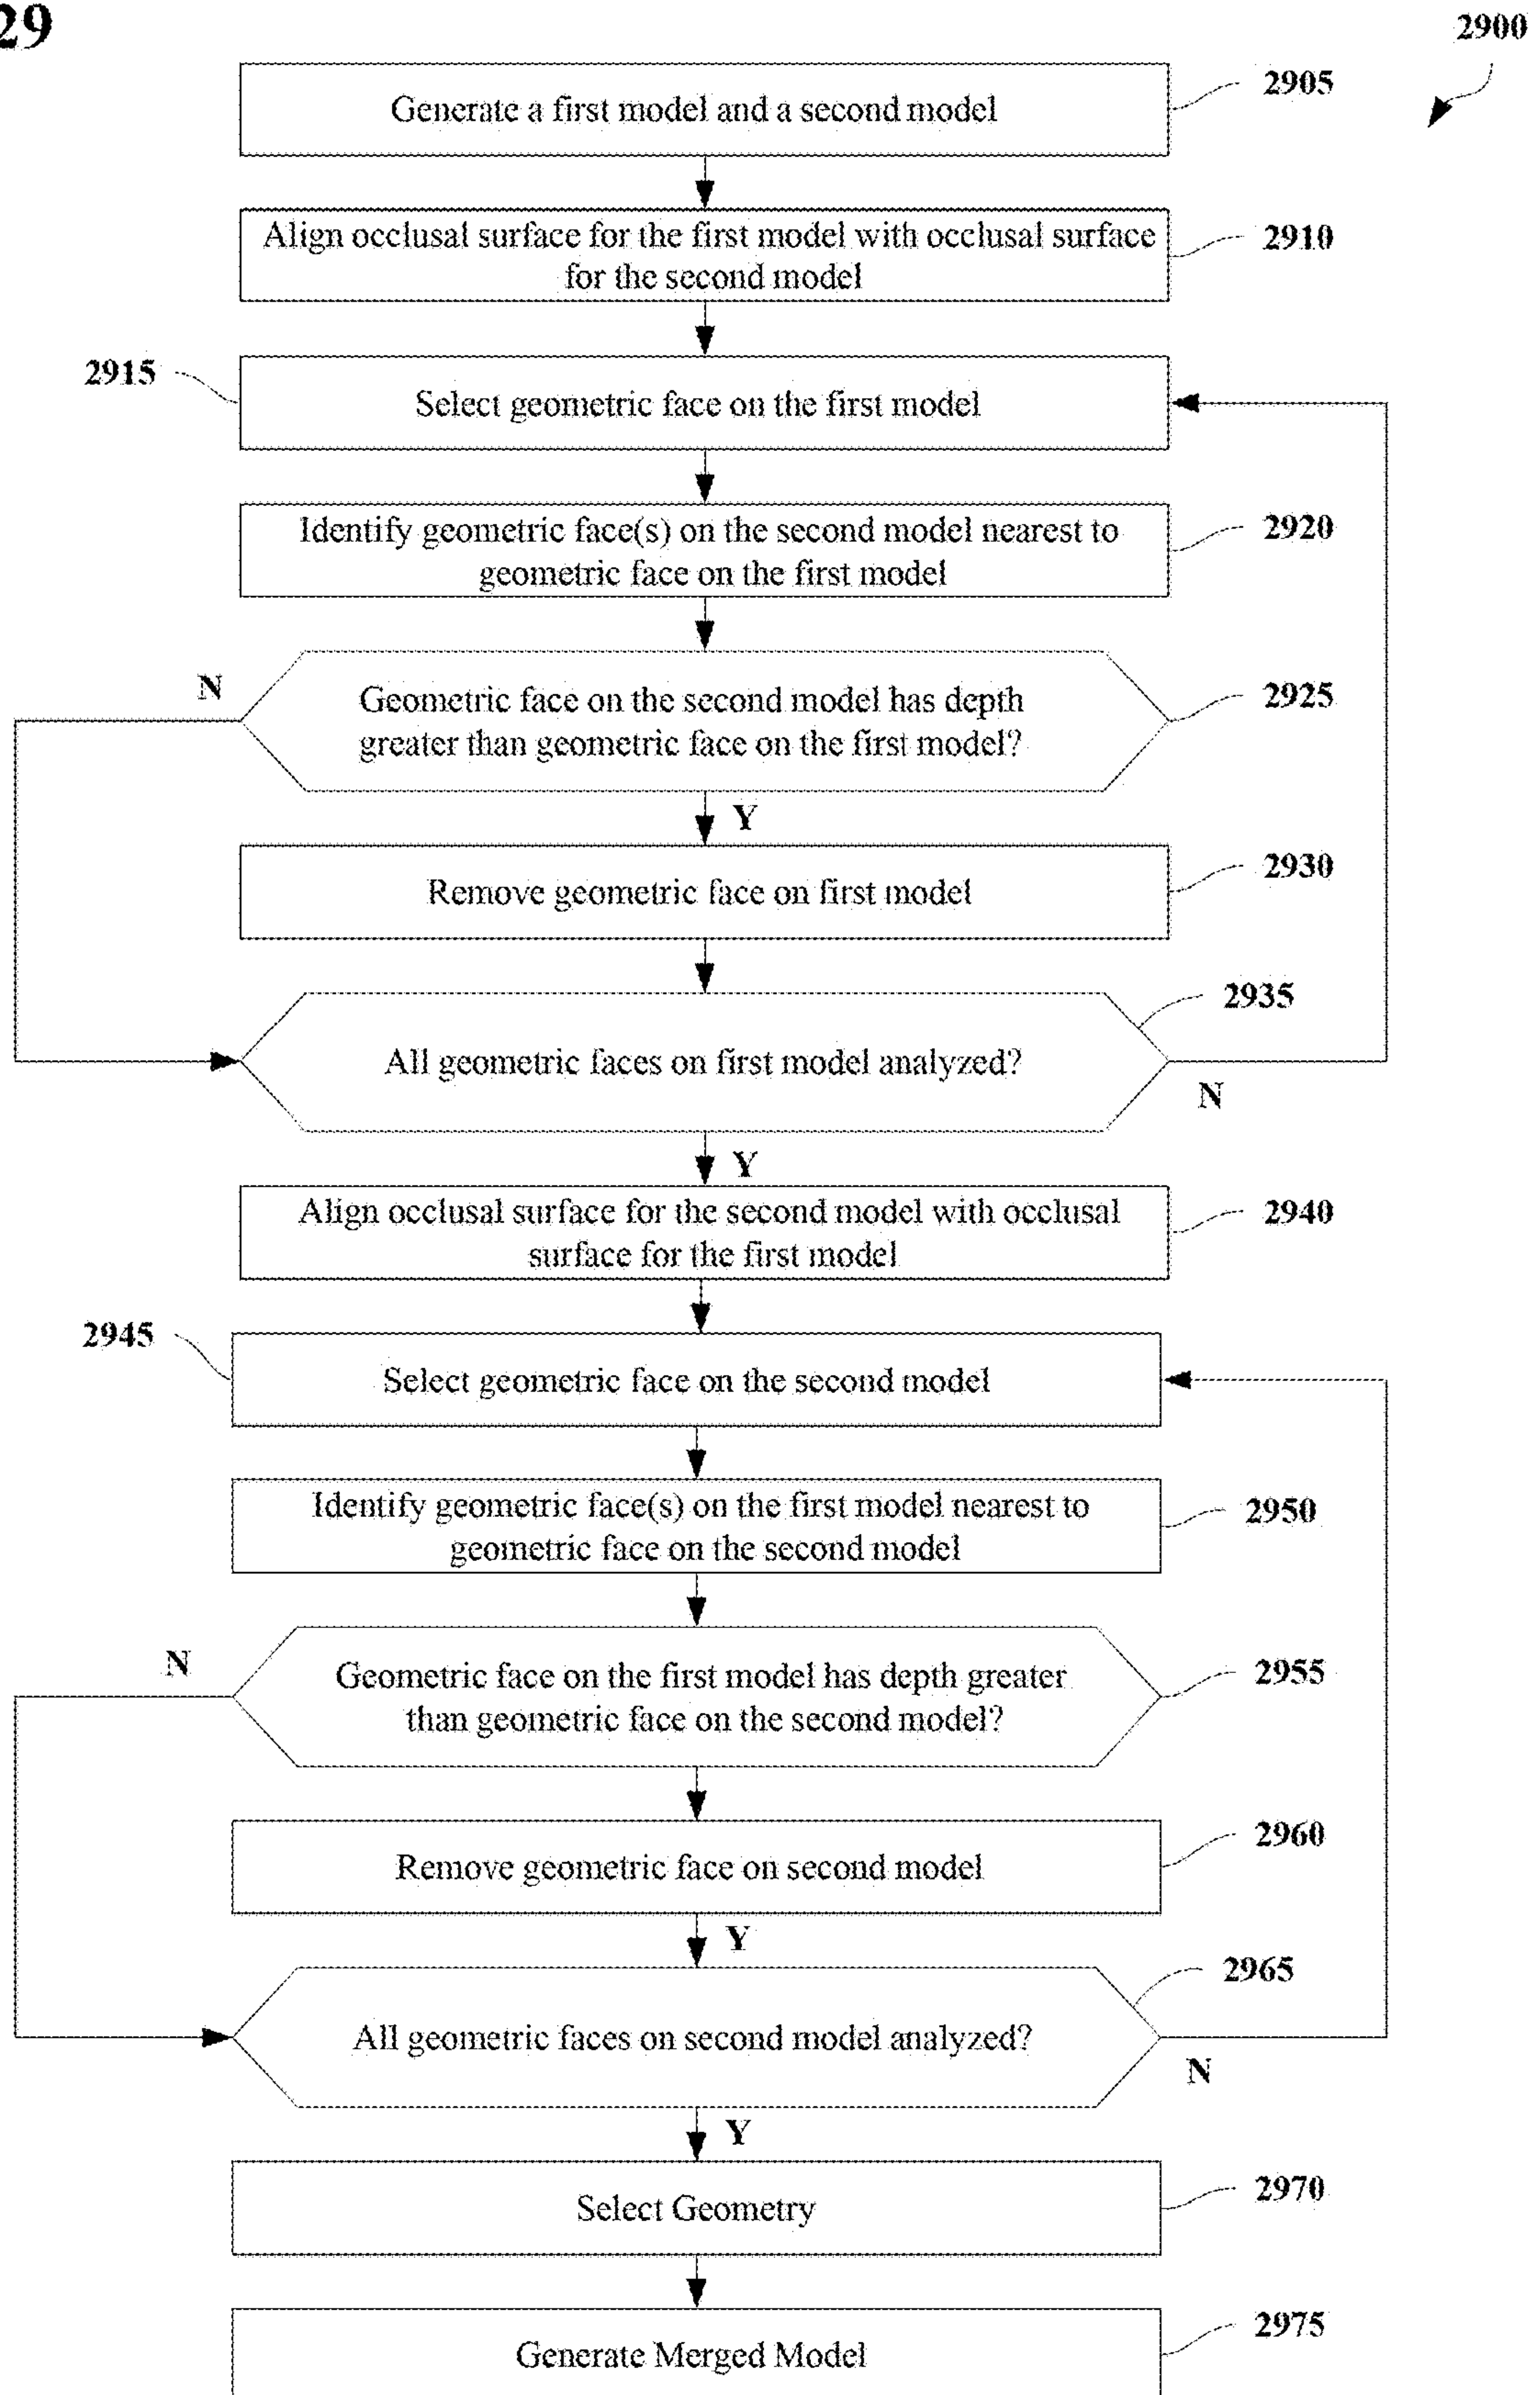 29
2900
Generate a first model and a second model
2905
Align occlusal surface for the first model with occlusal surface
for the second model
2910
2915
Select geometric face on the first model
Identify geometric face(s) on the second model nearest to
geometric face on the first model
2920
N
Geometric face on the second model has depth
greater than geometric face on the first model?
2925
Y
Remove geometric face on first model
2930
2935
All geometric faces on first model analyzed?
N
Y
Align occlusal surface for the second model with occlusal
surface for the first model
2940
2945
Select geometric face on the second model
Identify geometric face(s) on the first model nearest to
geometric face on the second model
2950
N
Geometric face on the first model has depth greater
than geometric face on the second model?
2955
Remove geometric face on second model
2960
Y
2965
All geometric faces on second model analyzed?
N
Y
Select Geometry
2970
Generate Merged Model
2975